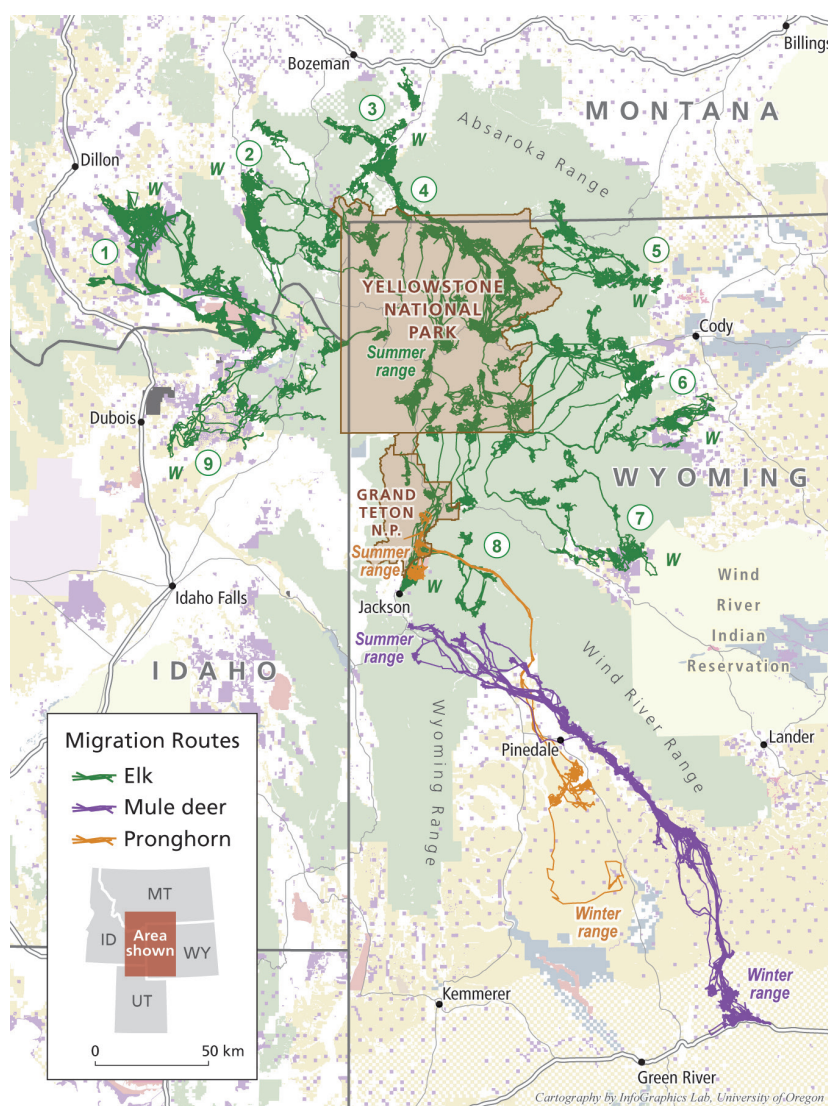 Billings
Bozeman
MONTANA
3
W
Absaroka Range
2
W
Dillon
W
4
1
5
YELLOWSTONE
NATIONAL
PARK
W
Cody
Summer
range
6
Dubois
W
9
W
WYOMING
GRAND
TETON
N.P.
7
Summer
range
8
W
W
Idaho Falls
Jackson
Wind
River
Indian
Reservation
Summer
range
IDAHO
Wind River Range
Wyoming Range
Lander
Pinedale
Migration Routes
Elk
Mule deer
Pronghorn
MT
ID
Area
shown
WY
UT
0 50 km
Winter
range
Winter
range
Kemmerer
Green River
Cartography by InfoGraphics Lab, University of Oregon